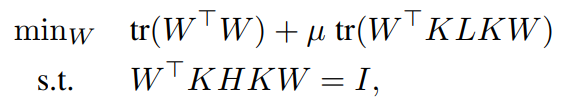 min_W tr(W^⊤W) + μ tr(W^⊤KLKW)
s.t. W^⊤KHKW = I,